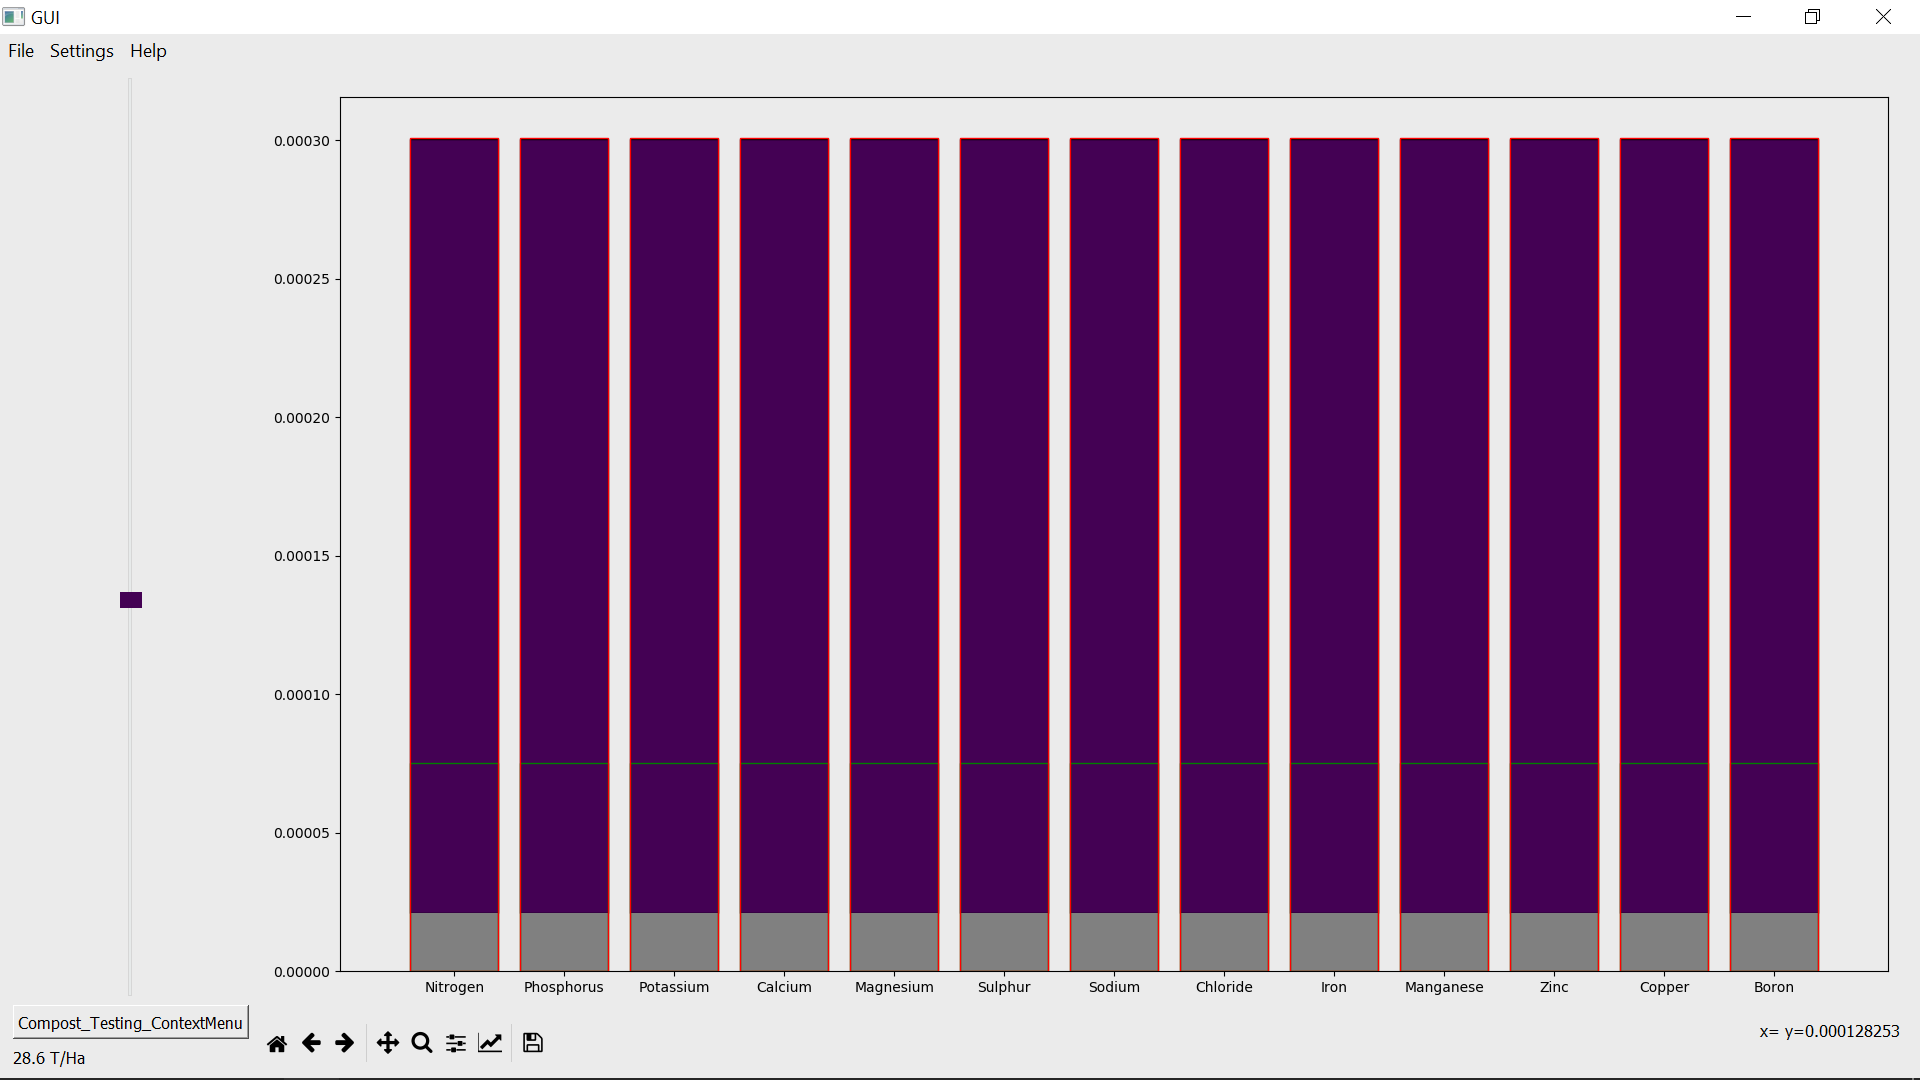 GUI
File Settings Help
0.00030
0.00025
0.00020
0.00015
0.00010
0.00005
0.00000
Nitrogen Phosphorus Potassium Calcium Magnesium Sulphur Sodium Chloride Iron Manganese Zinc Copper Boron
Compost_Testing_ContextMenu
28.6 T/Ha
x= y=0.000128253